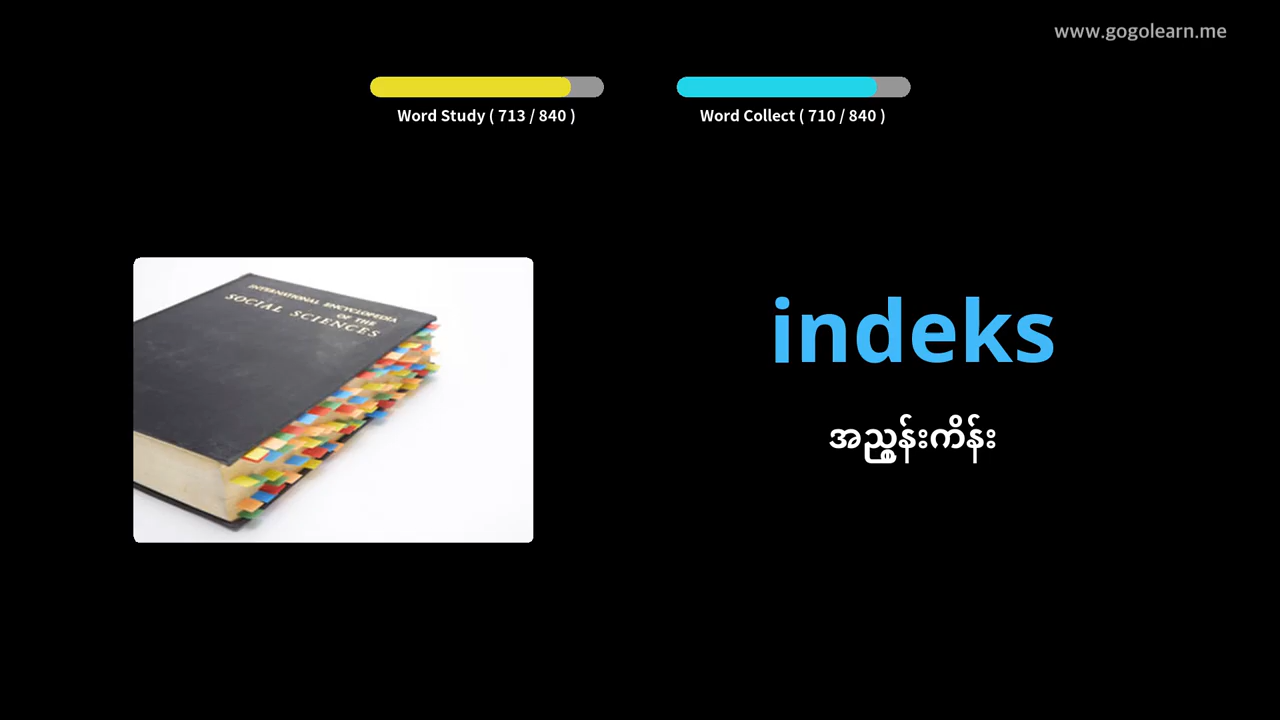 www.gogolearn.me
Word Study ( 713 / 840 )
Word Collect ( 710 / 840 )
INTERNATIONAL ENCYCLOPEDIA
OF THE
SOCIAL SCIENCES
indeks
အညွှန်းကိန်း